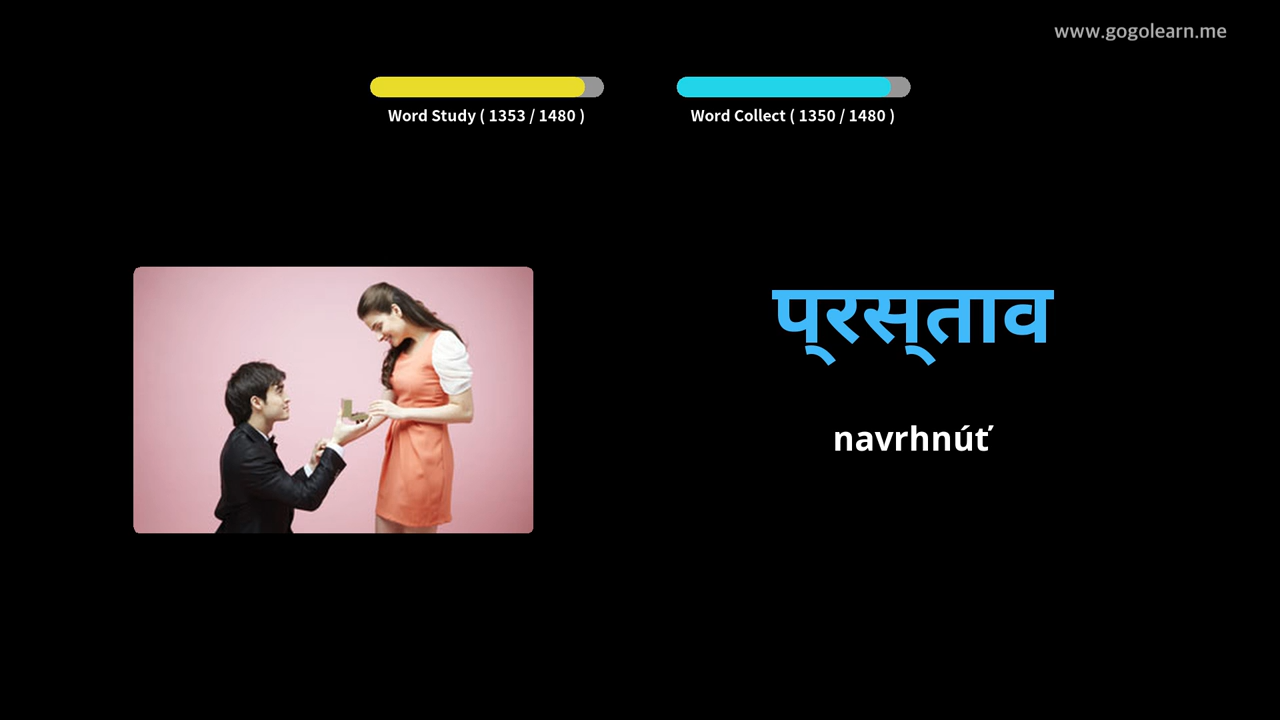 www.gogolearn.me
Word Study ( 1353 / 1480 )
Word Collect ( 1350 / 1480 )
प्रस्ताव
navrhnúť